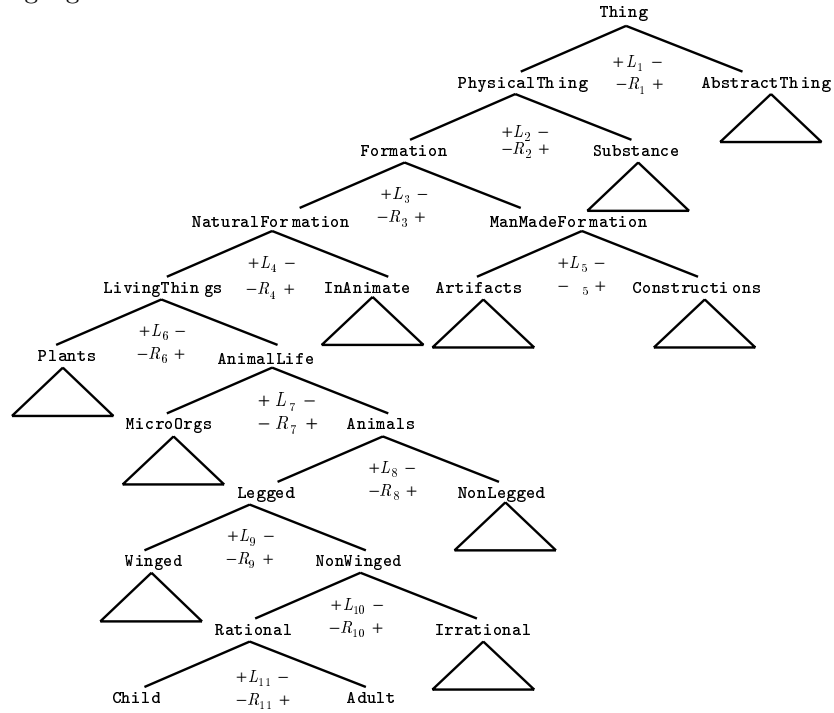 Thing
+L1 −
PhysicalThing −R1 + AbstractThing
+L2 −
Formation −R2 + Substance
+L3 −
NaturalFormation −R3 + ManMadeFormation
+L4 − +L5 −
LivingThings −R4 + InAnimate Artifacts − 5 + Constructions
+L6 −
Plants −R6 + AnimalLife
+ L7 −
MicroOrgs − R7 + Animals
+L8 −
Legged −R8 + NonLegged
+L9 −
Winged −R9 + NonWinged
+L10 −
Rational −R10 + Irrational
+L11 −
Child −R11 + Adult